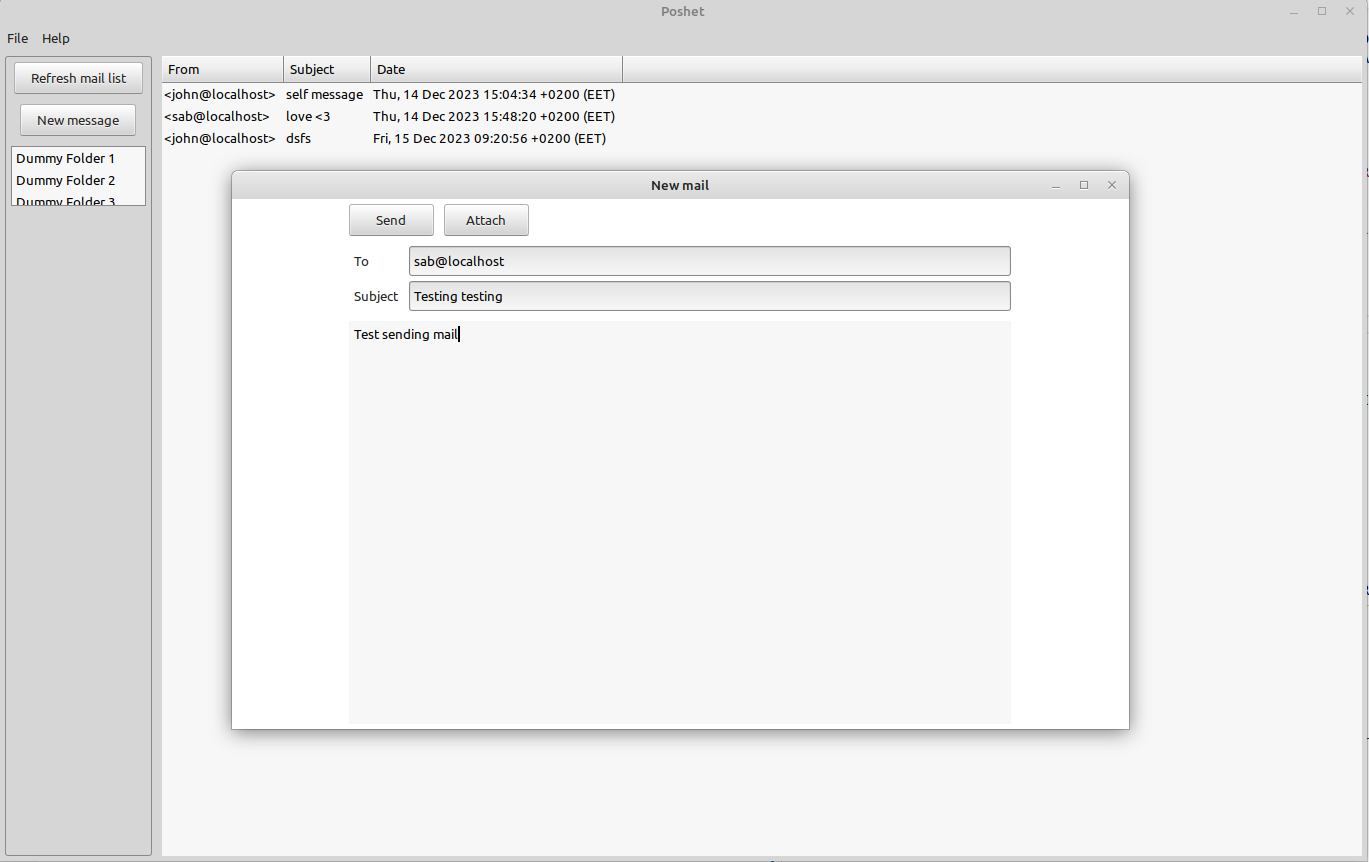 Poshet
File Help
Refresh mail list
New message
Dummy Folder 1
Dummy Folder 2
Dummy Folder 3
From Subject Date
<john@localhost> self message Thu, 14 Dec 2023 15:04:34 +0200 (EET)
<sab@localhost> love <3 Thu, 14 Dec 2023 15:48:20 +0200 (EET)
<john@localhost> dsfs Fri, 15 Dec 2023 09:20:56 +0200 (EET)
New mail
Send Attach
To sab@localhost
Subject Testing testing
Test sending mail